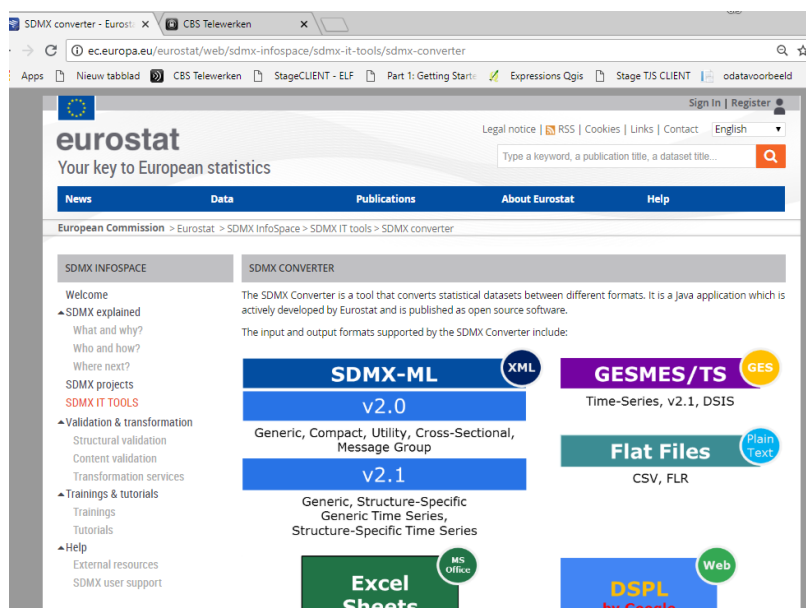 SDMX converter - Eurost
CBS Telewerken
ec.europa.eu/eurostat/web/sdmx-infospace/sdmx-it-tools/sdmx-converter
Apps Nieuw tabblad CBS Telewerken StageCLIENT - ELF Part 1: Getting Starte Expressions Qgis Stage TJS CLIENT odatavoorbeeld
Sign In | Register
eurostat
Your key to European statistics
Legal notice | RSS | Cookies | Links | Contact English
Type a keyword, a publication title, a dataset title...
News Data Publications About Eurostat Help
European Commission > Eurostat > SDMX InfoSpace > SDMX IT tools > SDMX converter
SDMX INFOSPACE
Welcome
SDMX explained
What and why?
Who and how?
Where next?
SDMX projects
SDMX IT TOOLS
Validation & transformation
Structural validation
Content validation
Transformation services
Trainings & tutorials
Trainings
Tutorials
Help
External resources
SDMX user support
SDMX CONVERTER
The SDMX Converter is a tool that converts statistical datasets between different formats. It is a Java application which is
actively developed by Eurostat and is published as open source software.
The input and output formats supported by the SDMX Converter include:
SDMX-ML XML
v2.0
Generic, Compact, Utility, Cross-Sectional,
Message Group
v2.1
Generic, Structure-Specific
Generic Time Series,
Structure-Specific Time Series
GESMES/TS GES
Time-Series, v2.1, DSIS
Flat Files Plain
Text
CSV, FLR
MS
Office
Excel
Sheets
Web
DSPL
by Google